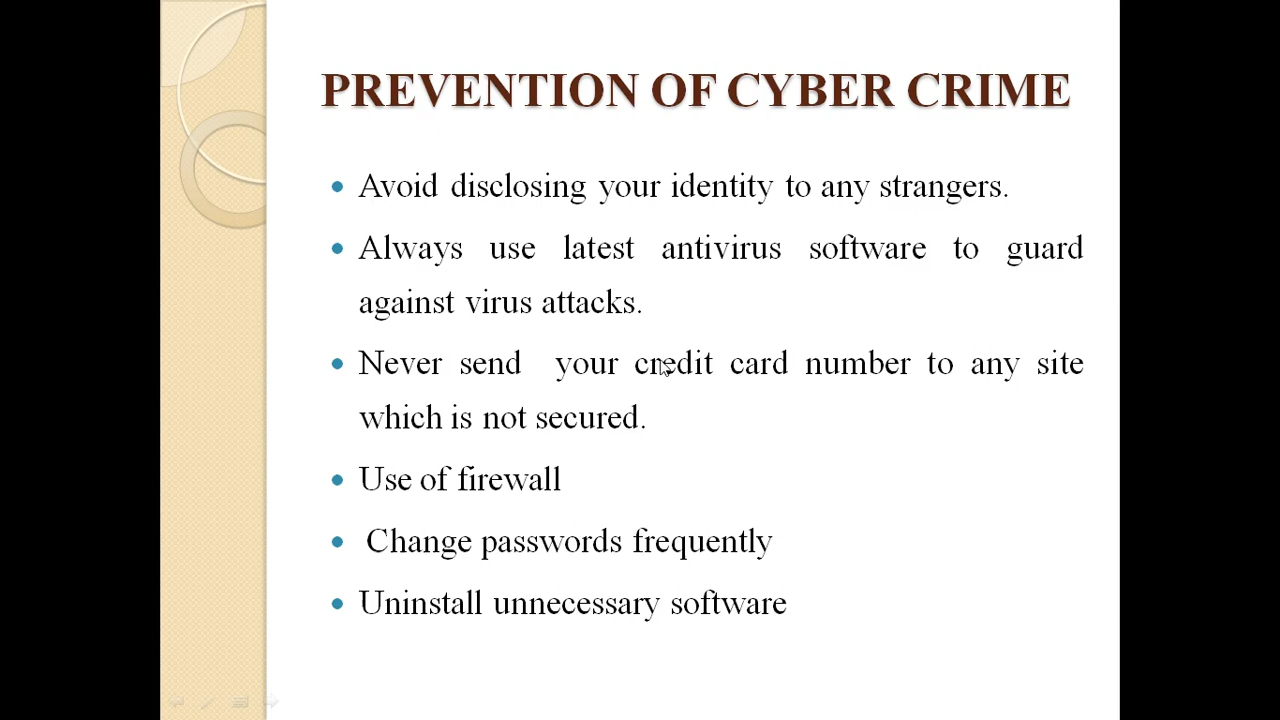 PREVENTION OF CYBER CRIME
• Avoid disclosing your identity to any strangers.
• Always use latest antivirus software to guard
against virus attacks.
• Never send your credit card number to any site
which is not secured.
• Use of firewall
• Change passwords frequently
• Uninstall unnecessary software